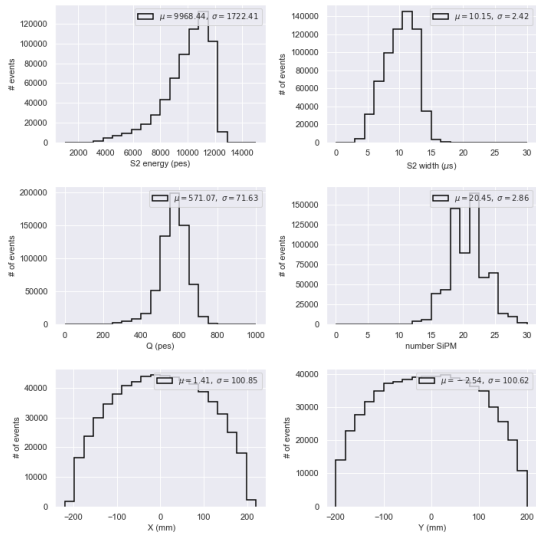 μ = 9968.44, σ = 1722.41
# of events
120000
100000
80000
60000
40000
20000
0
2000 4000 6000 8000 10000 12000 14000
S2 energy (pes)
μ = 10.15, σ = 2.42
# of events
140000
120000
100000
80000
60000
40000
20000
0
0 5 10 15 20 25 30
S2 width (μs)
μ = 571.07, σ = 71.63
# of events
200000
150000
100000
50000
0
0 200 400 600 800 1000
Q (pes)
μ = 20.45, σ = 2.86
# of events
150000
125000
100000
75000
50000
25000
0
0 5 10 15 20 25 30
number SiPM
μ = 1.41, σ = 100.85
# of events
40000
30000
20000
10000
0
−200 −100 0 100 200
X (mm)
μ = −2.54, σ = 100.62
# of events
40000
30000
20000
10000
0
−200 −100 0 100 200
Y (mm)